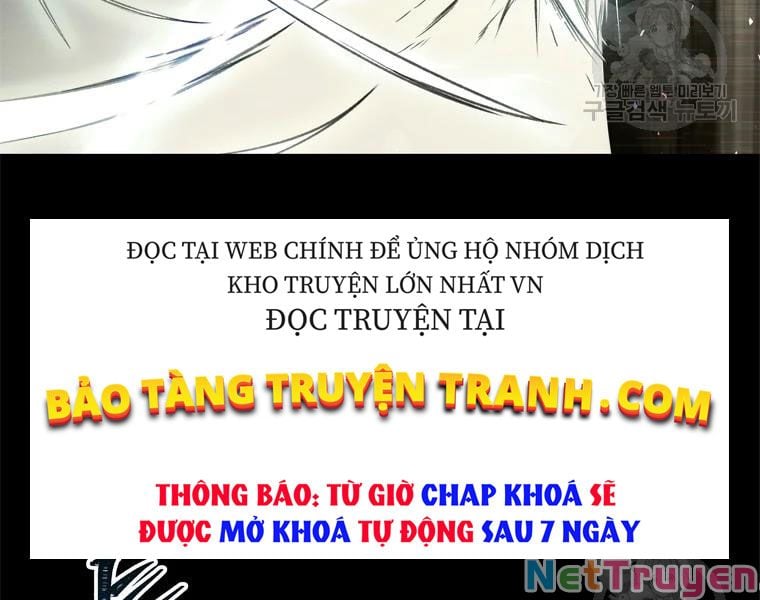 가장 빠른 웹툰 미리보기
구글검색 뉴토끼
ĐỌC TẠI WEB CHÍNH ĐỂ ỦNG HỘ NHÓM DỊCH
KHO TRUYỆN LỚN NHẤT VN
ĐỌC TRUYỆN TẠI
BẢO TÀNG TRUYỆN TRANH.COM
THÔNG BÁO: TỪ GIỜ CHAP KHOÁ SẼ
ĐƯỢC MỞ KHOÁ TỰ ĐỘNG SAU 7 NGÀY
NetTruyen